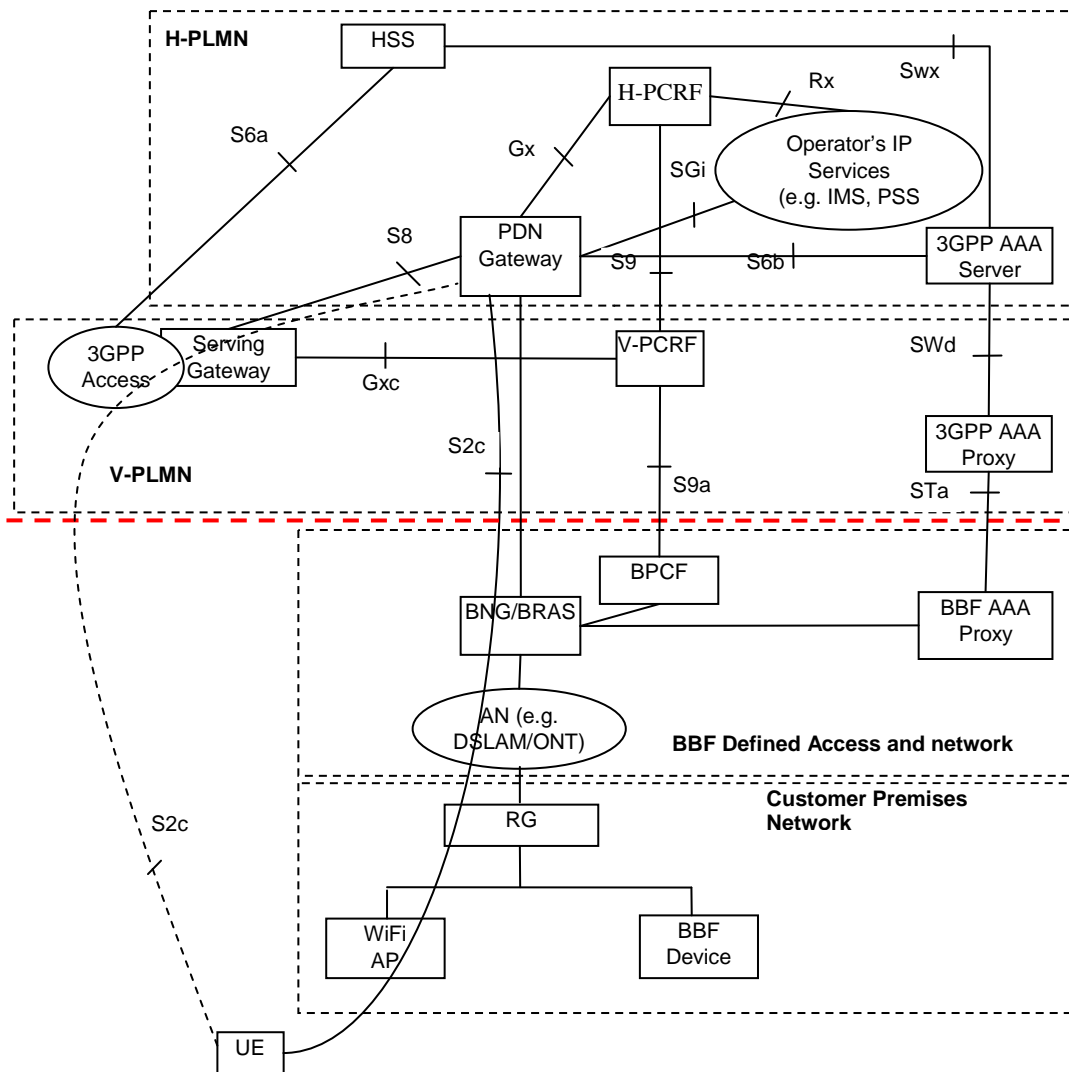 H-PLMN
HSS
Swx
H-PCRF
Rx
S6a
Gx
SGi
Operator's IP
Services
(e.g. IMS, PSS
S8
PDN
Gateway
S9
S6b
3GPP AAA
Server
3GPP
Access
Serving
Gateway
Gxc
V-PCRF
SWd
S2c
3GPP AAA
Proxy
V-PLMN
S9a
STa
BPCF
BNG/BRAS
BBF AAA
Proxy
AN (e.g.
DSLAM/ONT)
BBF Defined Access and network
Customer Premises
Network
RG
S2c
WiFi
AP
BBF
Device
UE